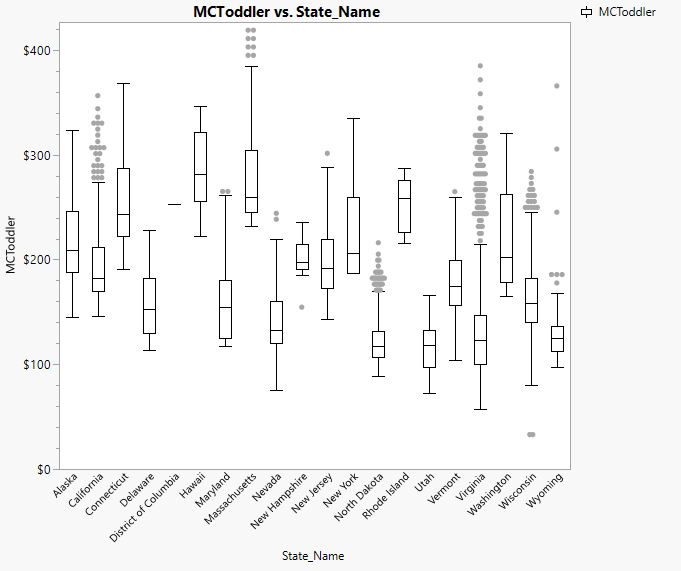 MCToddler vs. State_Name
MCToddler
$400
$300
$200
$100
$0
MCToddler
Alaska
California
Connecticut
Delaware
District of Columbia
Hawaii
Maryland
Massachusetts
Nevada
New Hampshire
New Jersey
New York
North Dakota
Rhode Island
Utah
Vermont
Virginia
Washington
Wisconsin
Wyoming
State_Name